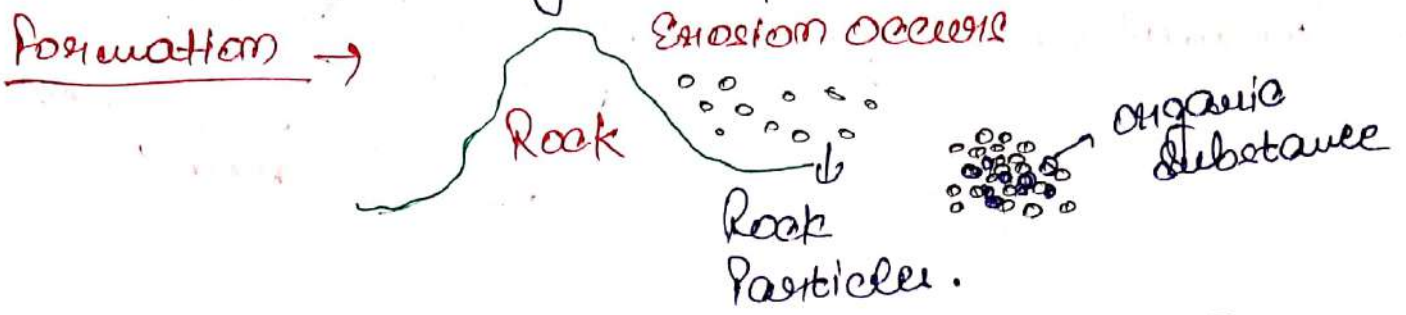 Formation →
Erosion occurs
Rock
organic
substance
Rock
Particles.